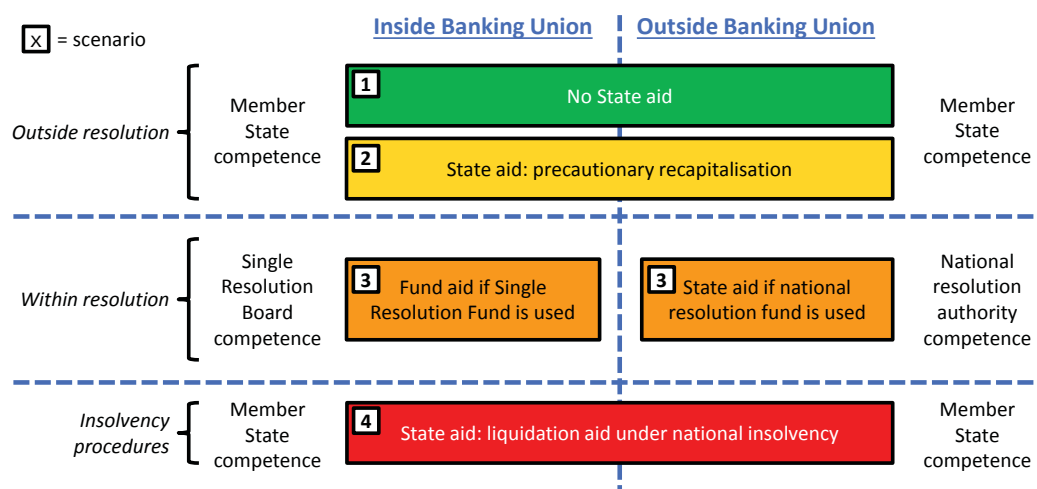 Inside Banking Union
Outside Banking Union
x = scenario
Outside resolution
Member
State
competence
1
No State aid
2
State aid: precautionary recapitalisation
Member
State
competence
Within resolution
Single
Resolution
Board
competence
3
Fund aid if Single
Resolution Fund is used
3
State aid if national
resolution fund is used
National
resolution
authority
competence
Insolvency
procedures
Member
State
competence
4
State aid: liquidation aid under national insolvency
Member
State
competence